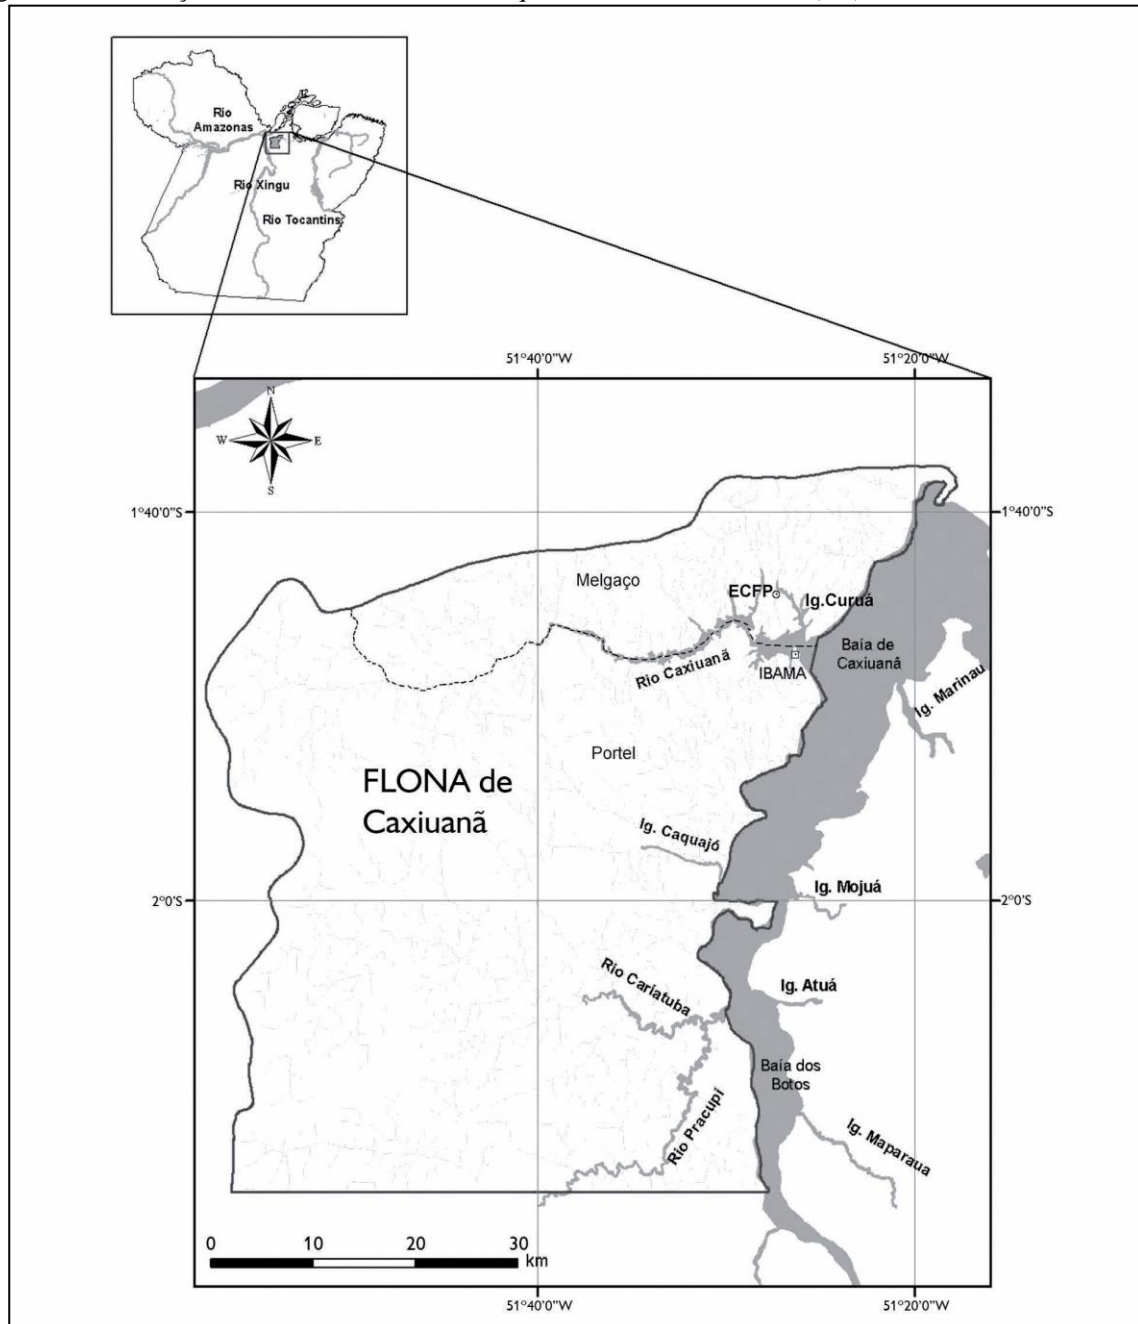 Rio
Amazonas
Rio Xingu
Rio Tocantins
51°40'0"W
51°20'0"W
N
W
E
S
1°40'0"S
1°40'0"S
Melgaço
ECFP
Ig.Curuá
Baía de
Caxiuanã
Rio Caxiuanã
IBAMA
Ig. Marinau
Portel
FLONA de
Caxiuanã
Ig. Caquajó
Ig. Mojuá
2°0'S
2°0'S
Rio Cariatuba
Ig. Atuá
Baía dos
Botos
Rio Pracupi
Ig. Maparaua
0 10 20 30
km
51°40'0"W
51°20'0"W